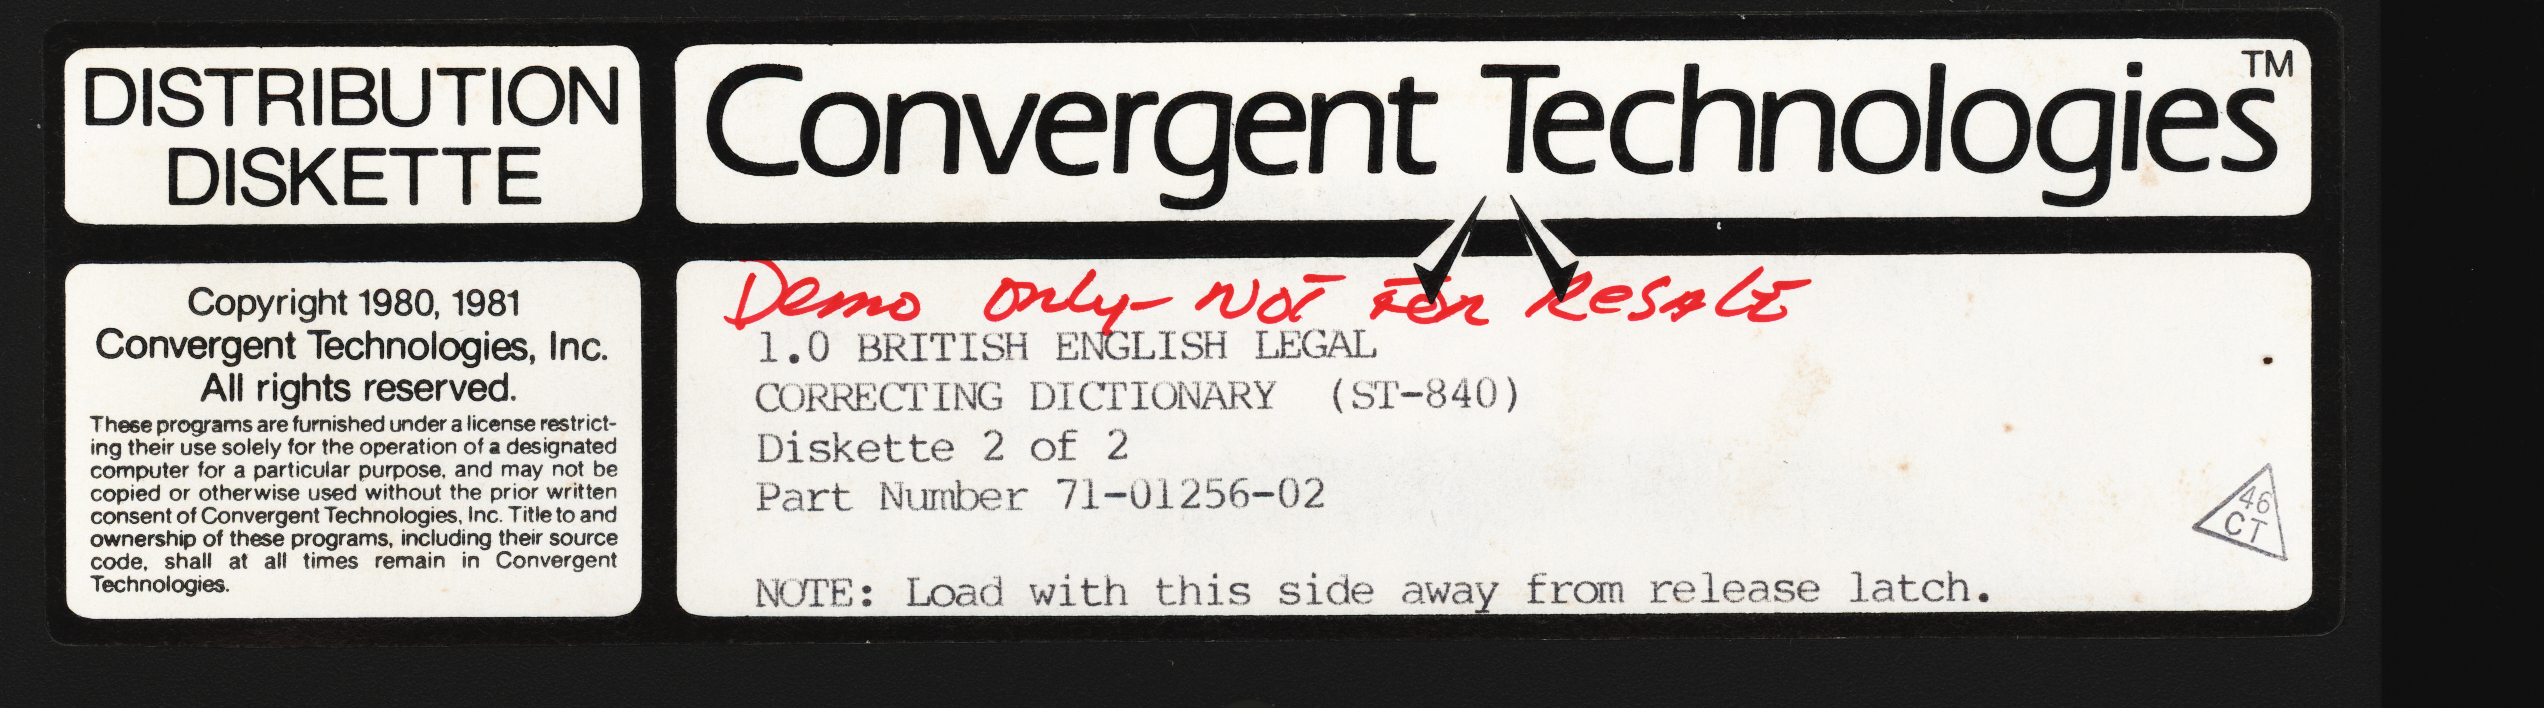 DISTRIBUTION
DISKETTE
Copyright 1980, 1981
Convergent Technologies, Inc.
All rights reserved.
These programs are furnished under a license restrict-
ing their use solely for the operation of a designated
computer for a particular purpose, and may not be
copied or otherwise used without the prior written
consent of Convergent Technologies, Inc. Title to and
ownership of these programs, including their source
code, shall at all times remain in Convergent
Technologies.
Convergent Technologies™
Demo only- Not For Resale
1.0 BRITISH ENGLISH LEGAL
CORRECTING DICTIONARY (ST-840)
Diskette 2 of 2
Part Number 71-01256-02
46
CT
NOTE: Load with this side away from release latch.